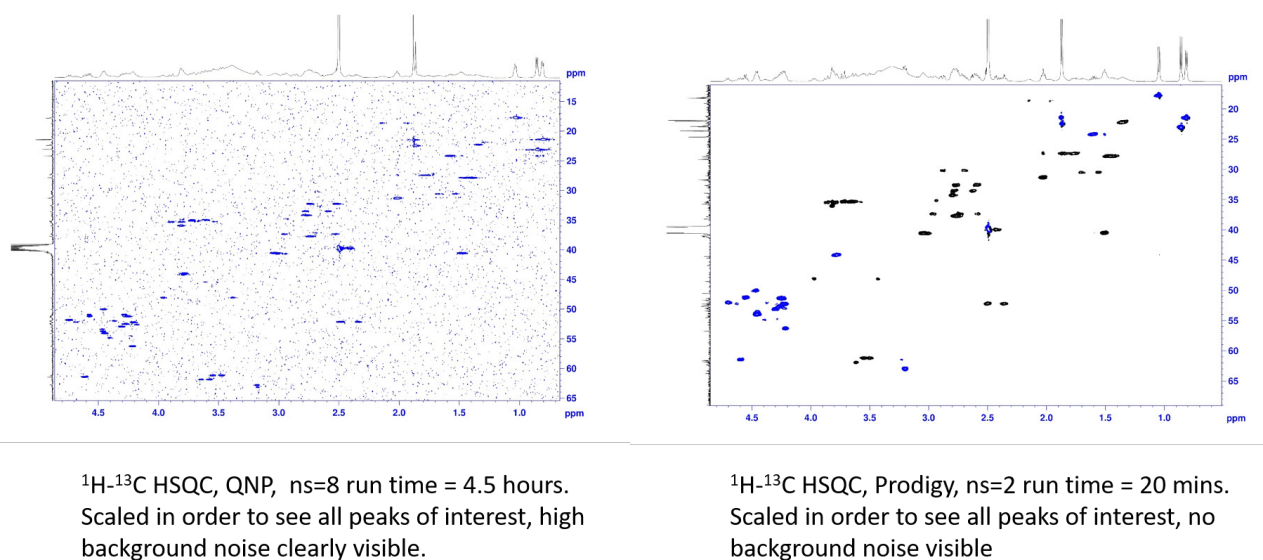 ppm
15
20
25
30
35
40
45
50
55
60
65
4.5 4.0 3.5 3.0 2.5 2.0 1.5 1.0 ppm
ppm
20
25
30
35
40
45
50
55
60
65
4.5 4.0 3.5 3.0 2.5 2.0 1.5 1.0 ppm
¹H-¹³C HSQC, QNP,  ns=8 run time = 4.5 hours.
Scaled in order to see all peaks of interest, high
background noise clearly visible.
¹H-¹³C HSQC, Prodigy, ns=2 run time = 20 mins.
Scaled in order to see all peaks of interest, no
background noise visible